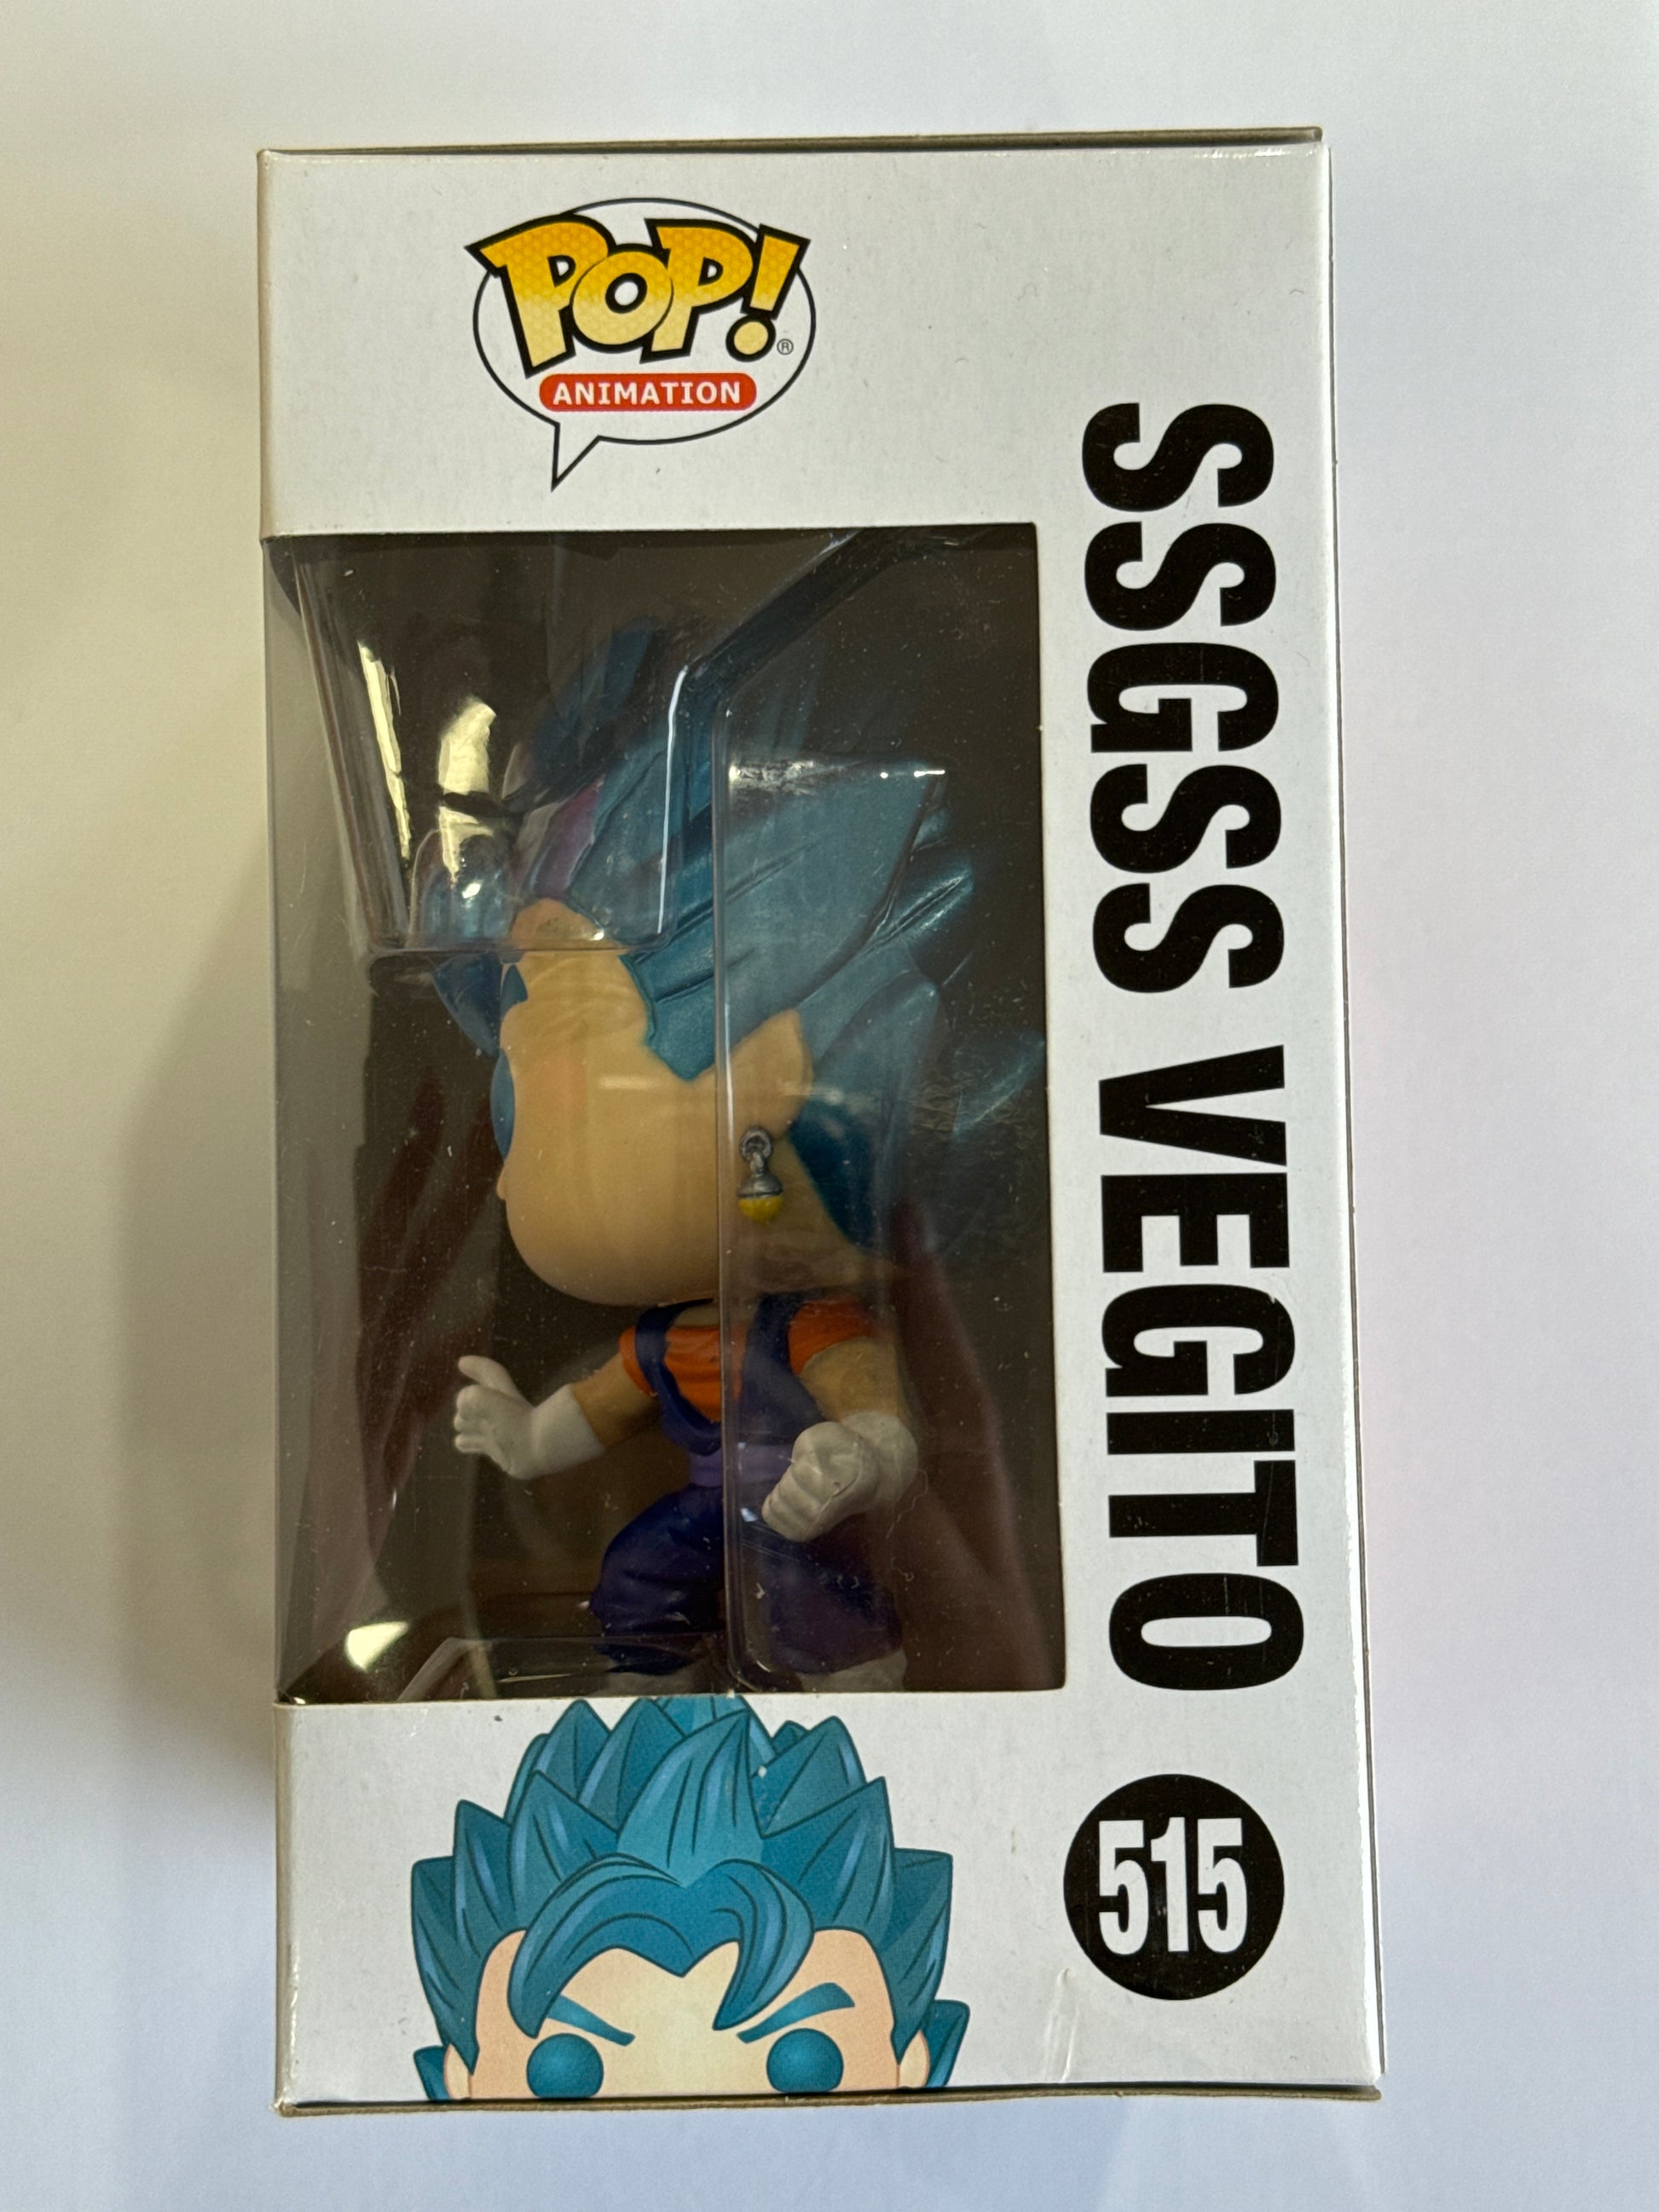 POP! ®
ANIMATION
SSGSS VEGITO
515